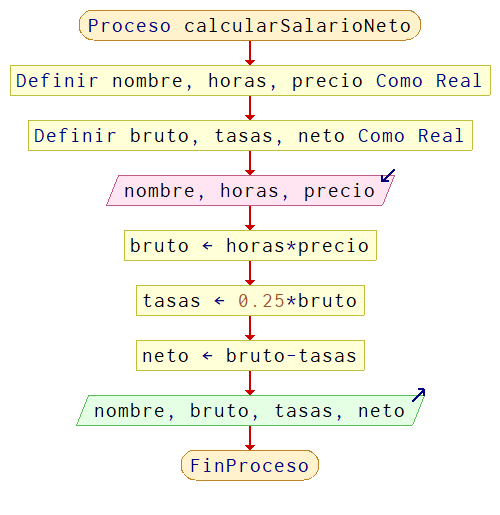 Proceso calcularSalarioNeto
Definir nombre, horas, precio Como Real
Definir bruto, tasas, neto Como Real
nombre, horas, precio
bruto ← horas*precio
tasas ← 0.25*bruto
neto ← bruto-tasas
nombre, bruto, tasas, neto
FinProceso